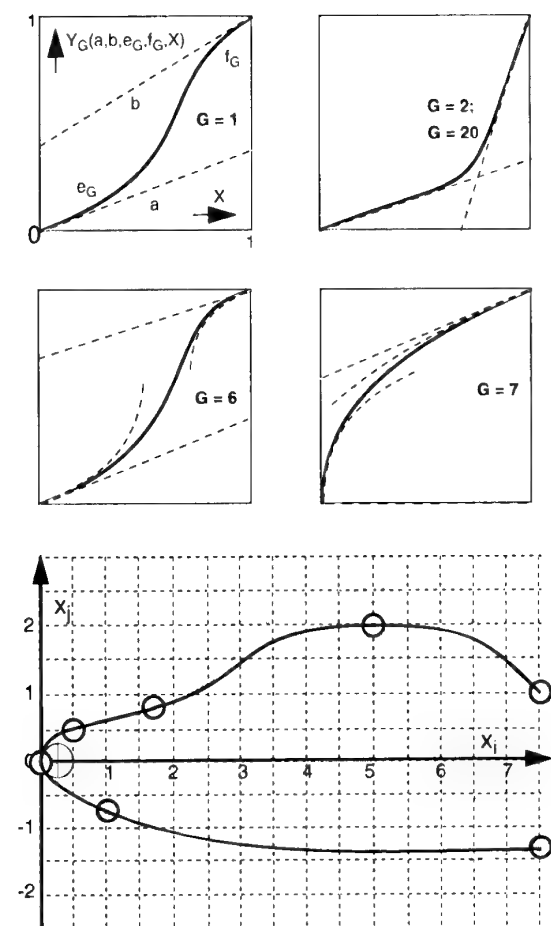 1
Y_G(a,b,e_G,f_G,X)
f_G
b
G = 1
e_G
a
X
0
1
G = 2;
G = 20
G = 6
G = 7
X_j
2
1
0
X_i
1
2
3
4
5
6
7
-1
-2